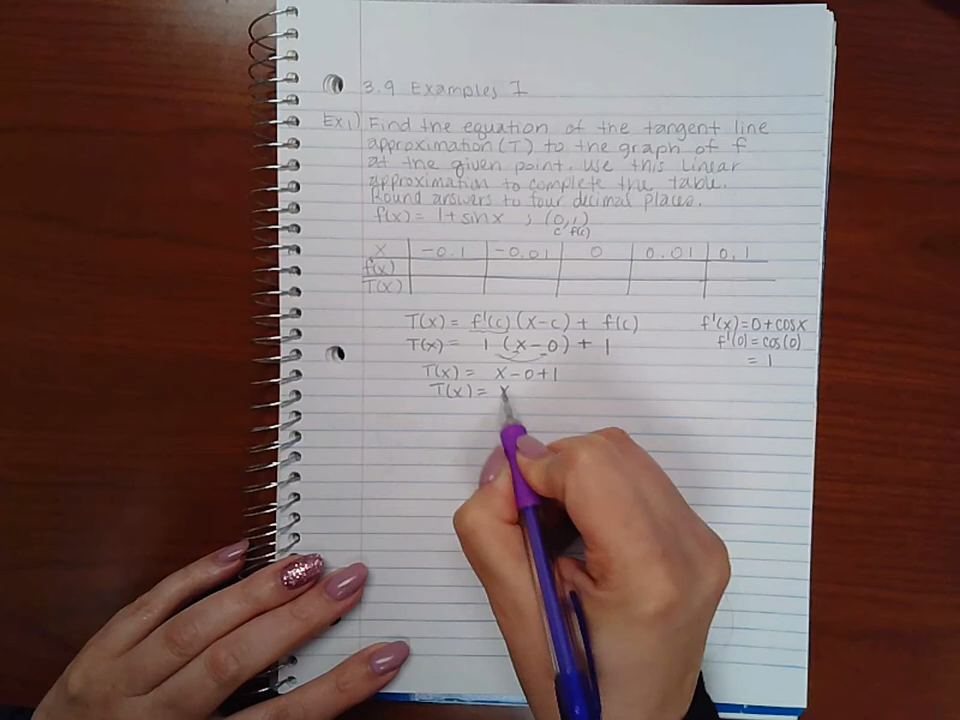 3.9 Examples 1
Ex1) Find the equation of the tangent line
approximation (T) to the graph of f
at the given point. Use this linear
approximation to complete the table.
Round answers to four decimal places.
f(x) = 1 + sin x ; (0,1)
c f(c)
x -0.1 -0.01 0 0.01 0.1
f(x)
T(x)
T(x) = f'(c) (x-c) + f(c)
f'(x) = 0 + cosx
T(x) = 1 (x-0) + 1
f'(0) = cos(0)
= 1
T(x) = x-0+1
T(x) = x